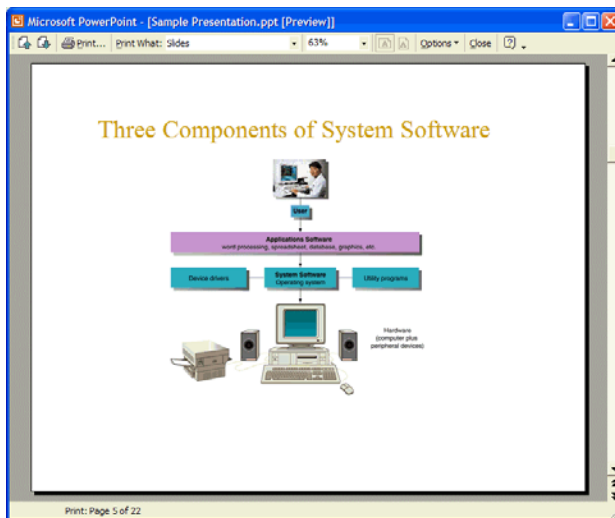 Microsoft PowerPoint - [Sample Presentation.ppt [Preview]]
Print... Print What: Slides 63% Options Close
Three Components of System Software
User
Applications Software
word processing, spreadsheet, database, graphics, etc.
Device drivers
System Software
Operating system
Utility programs
Hardware
(computer plus
peripheral devices)
Print: Page 5 of 22